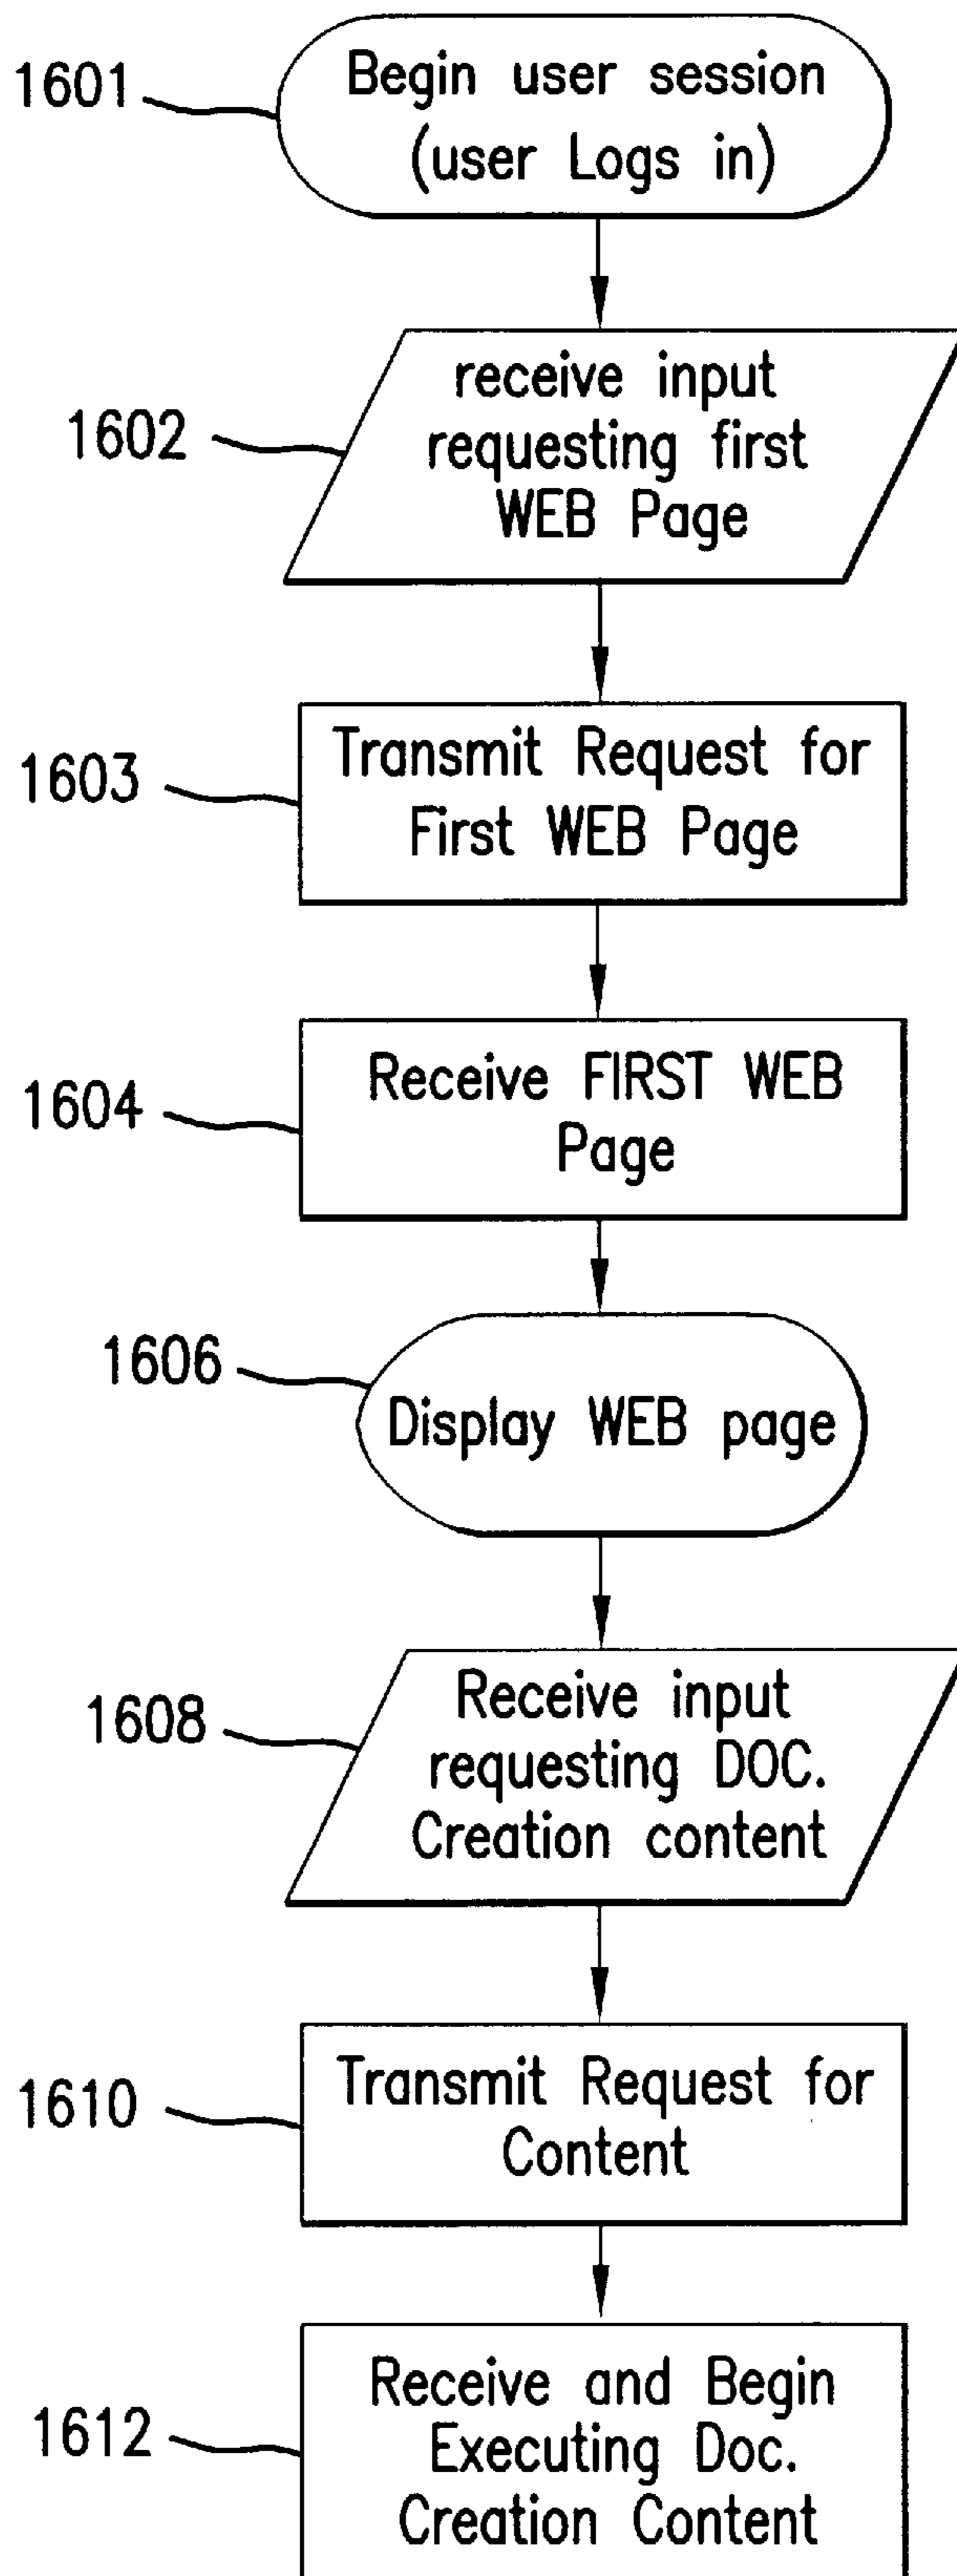 1601
Begin user session
(user Logs in)
1602
receive input
requesting first
WEB Page
1603
Transmit Request for
First WEB Page
1604
Receive FIRST WEB
Page
1606
Display WEB page
1608
Receive input
requesting DOC.
Creation content
1610
Transmit Request for
Content
1612
Receive and Begin
Executing Doc.
Creation Content